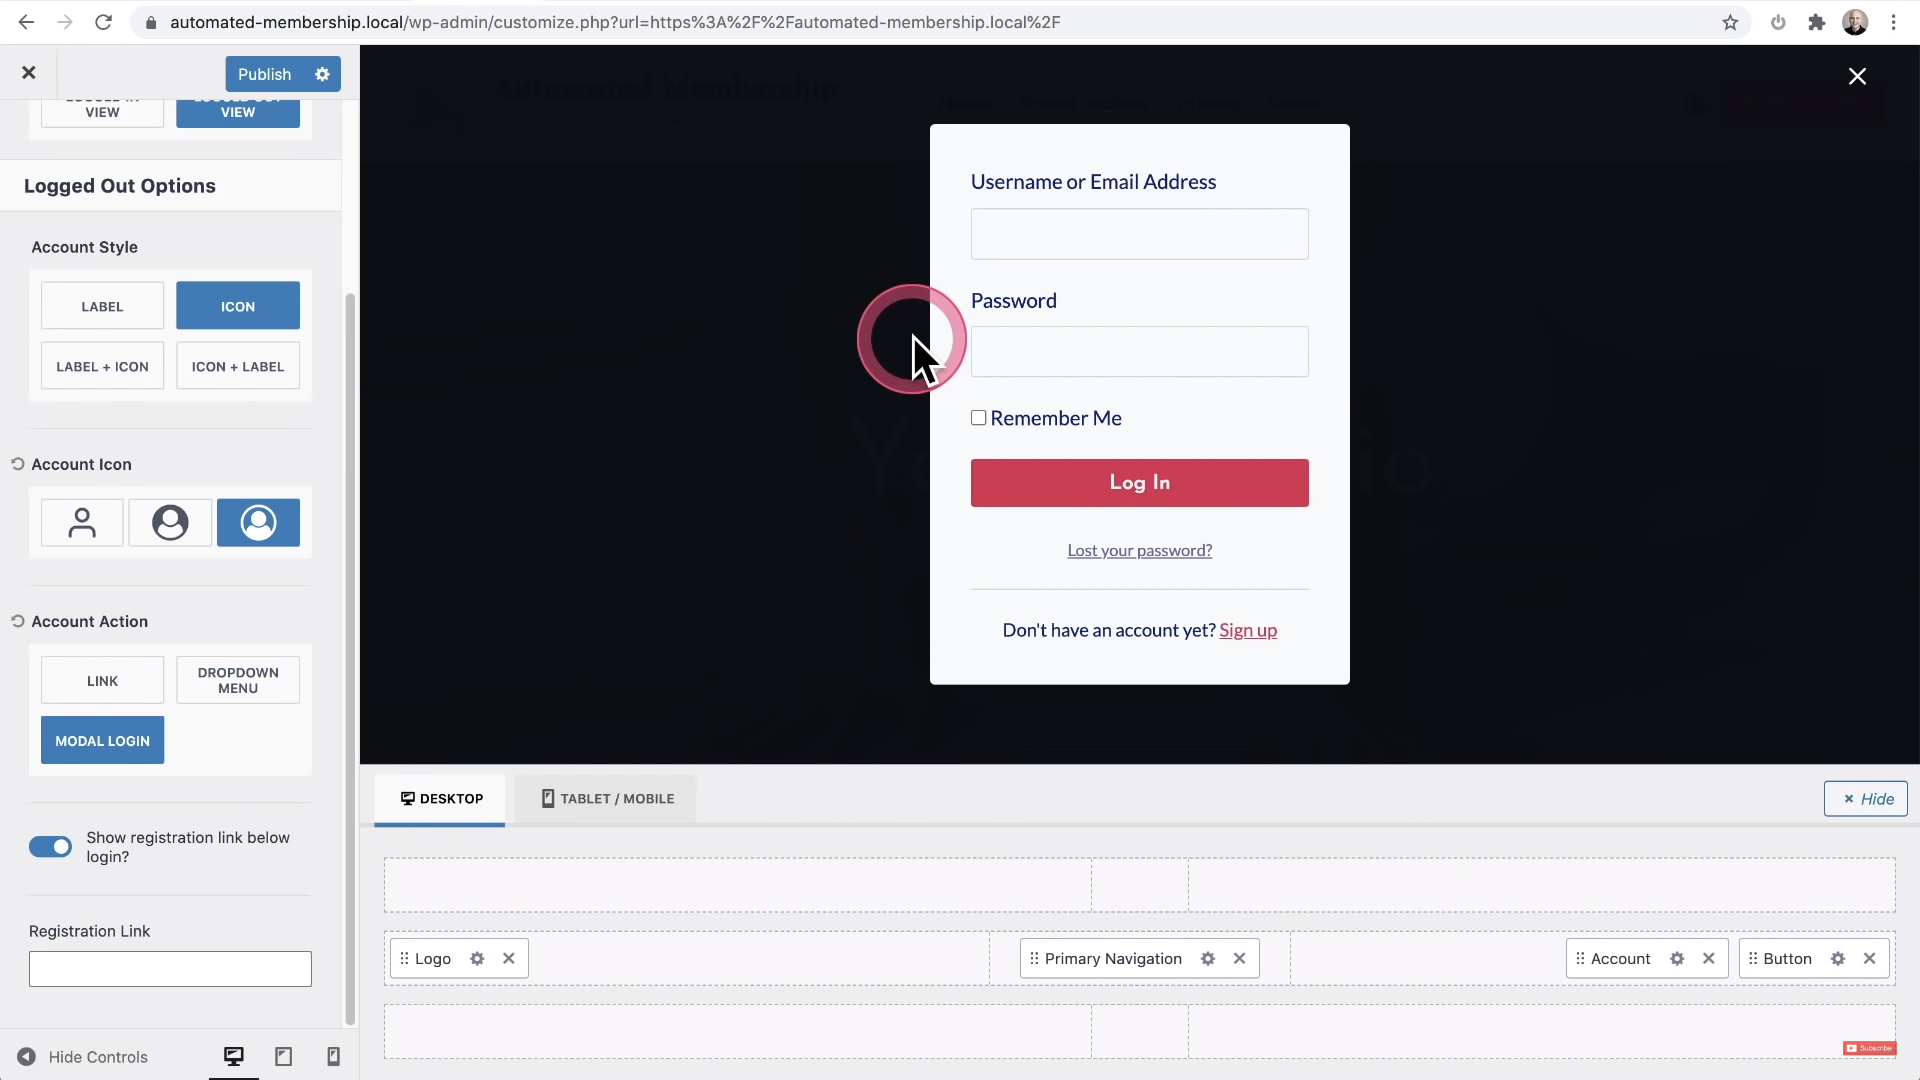 automated-membership.local/wp-admin/customize.php?url=https%3A%2F%2Fautomated-membership.local%2F
Publish
VIEW
VIEW
Automated Membership
Logged Out Options
Account Style
LABEL
ICON
LABEL + ICON
ICON + LABEL
Account Icon
Account Action
LINK
DROPDOWN
MENU
MODAL LOGIN
Show registration link below
login?
Registration Link
Hide Controls
Username or Email Address
Password
Remember Me
Log In
Lost your password?
Don't have an account yet? Sign up
DESKTOP
TABLET / MOBILE
Hide
Logo
Primary Navigation
Account
Button
Subscribe